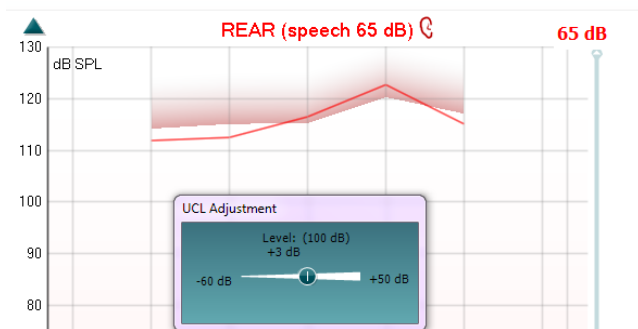 REAR (speech 65 dB)
65 dB
130
dB SPL
120
110
100
90
80
UCL Adjustment
Level: (100 dB)
+3 dB
-60 dB
+50 dB